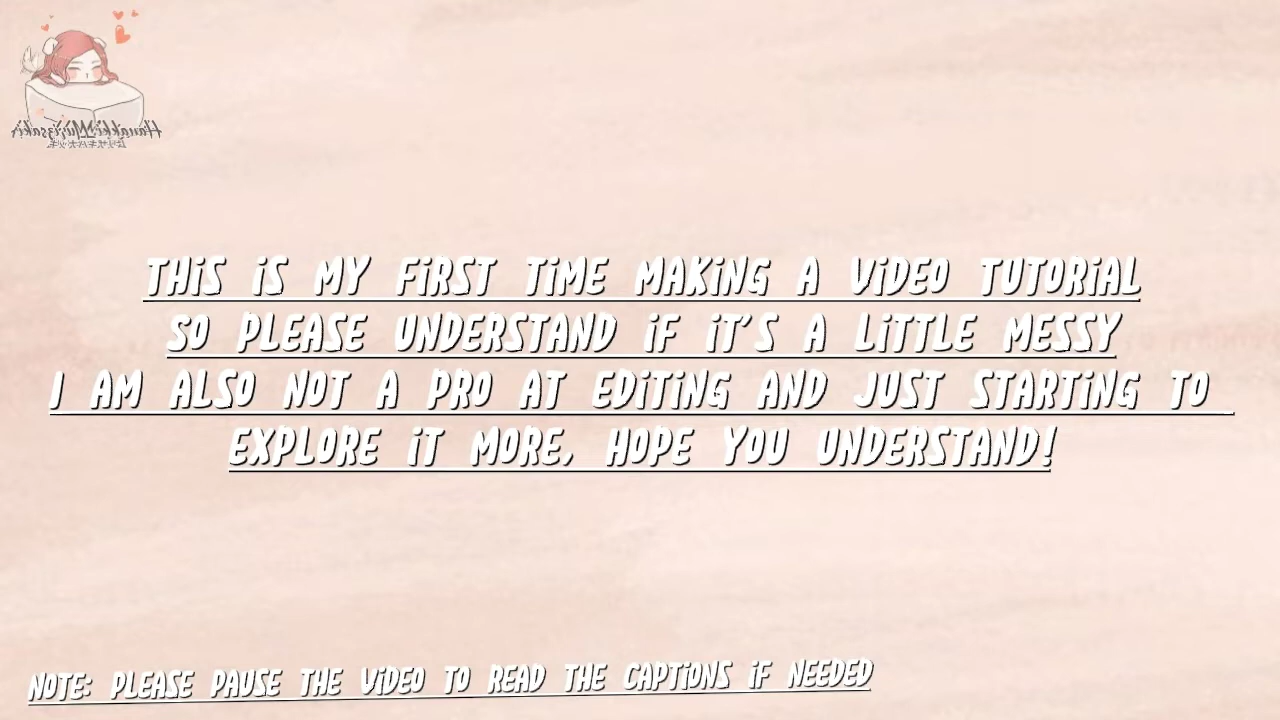 THIS IS MY FIRST TIME MAKING A VIDEO TUTORIAL
SO PLEASE UNDERSTAND IF IT'S A LITTLE MESSY
I AM ALSO NOT A PRO AT EDITING AND JUST STARTING TO
EXPLORE IT MORE, HOPE YOU UNDERSTAND!
NOTE: PLEASE PAUSE THE VIDEO TO READ THE CAPTIONS IF NEEDED